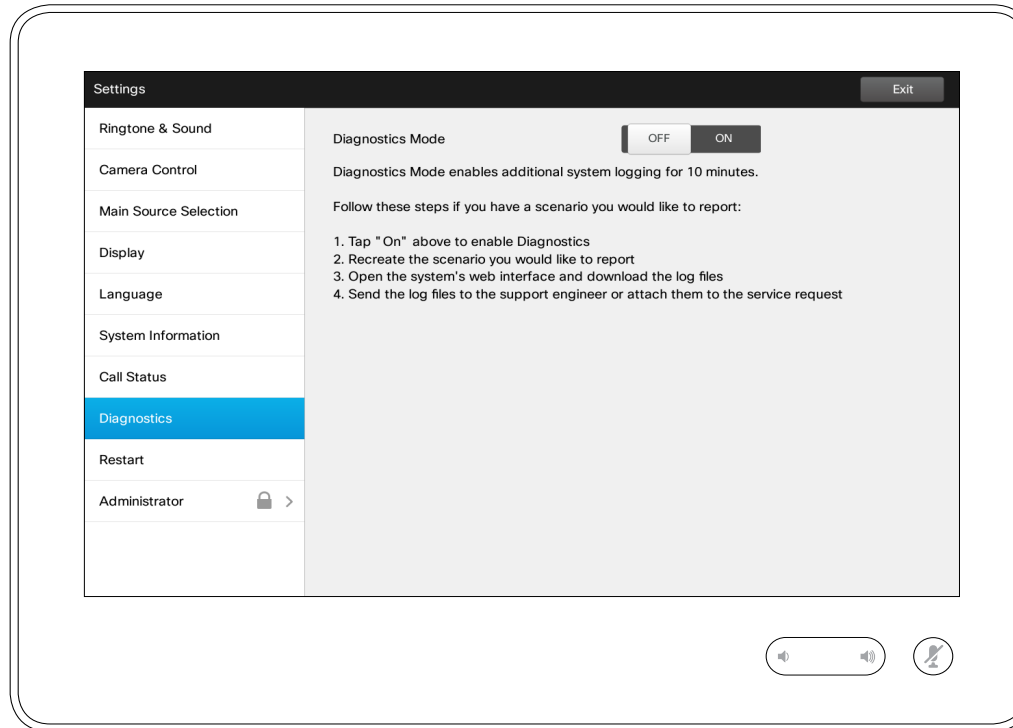 Settings
Exit
Ringtone & Sound
Camera Control
Main Source Selection
Display
Language
System Information
Call Status
Diagnostics
Restart
Administrator
Diagnostics Mode
OFF
ON
Diagnostics Mode enables additional system logging for 10 minutes.
Follow these steps if you have a scenario you would like to report:
1. Tap "On" above to enable Diagnostics
2. Recreate the scenario you would like to report
3. Open the system's web interface and download the log files
4. Send the log files to the support engineer or attach them to the service request